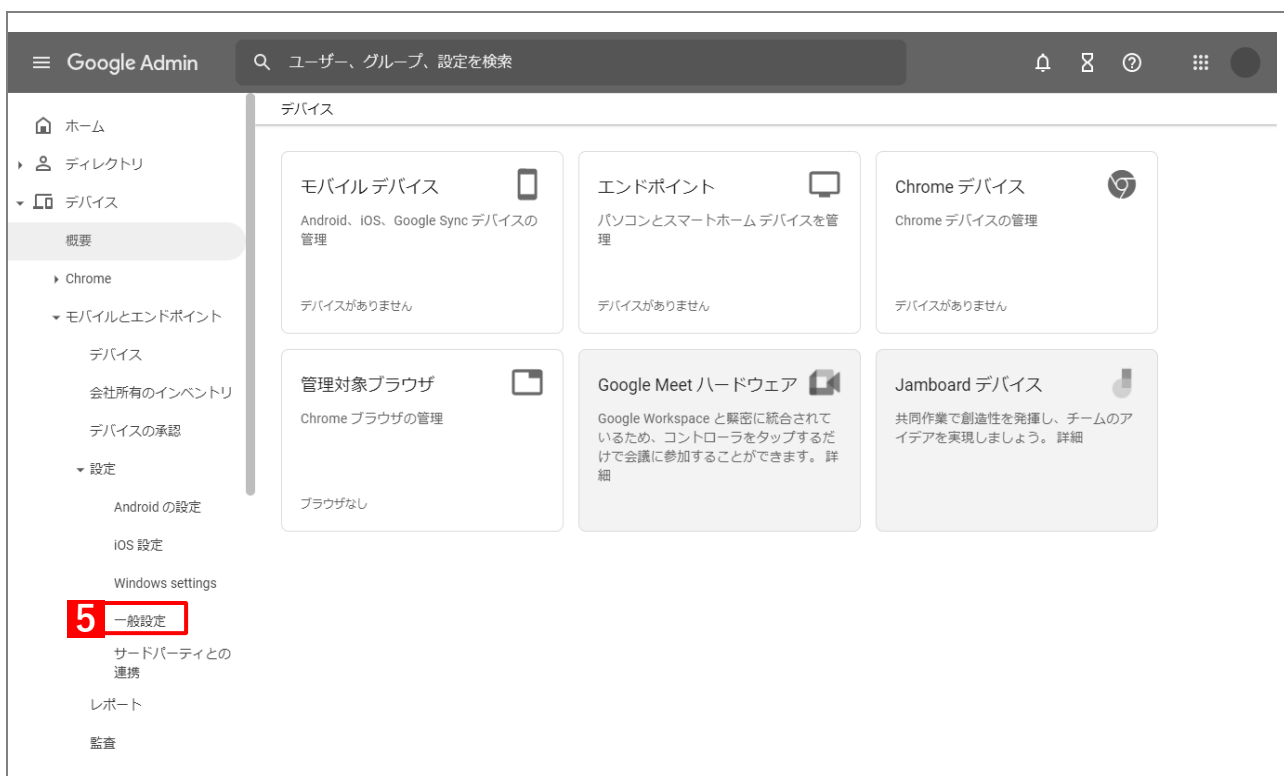 Google Admin
ユーザー、グループ、設定を検索
ホーム
ディレクトリ
デバイス
概要
Chrome
モバイルとエンドポイント
デバイス
会社所有のインベントリ
デバイスの承認
設定
Android の設定
iOS 設定
Windows settings
5 一般設定
サードパーティとの
連携
レポート
監査
デバイス
モバイル デバイス
Android、iOS、Google Sync デバイスの
管理
デバイスがありません
エンドポイント
パソコンとスマートホーム デバイスを管
理
デバイスがありません
Chrome デバイス
Chrome デバイスの管理
デバイスがありません
管理対象ブラウザ
Chrome ブラウザの管理
ブラウザなし
Google Meet ハードウェア
Google Workspace と緊密に統合されて
いるため、コントローラをタップするだ
けで会議に参加することができます。 詳
細
Jamboard デバイス
共同作業で創造性を発揮し、チームのア
イデアを実現しましょう。 詳細